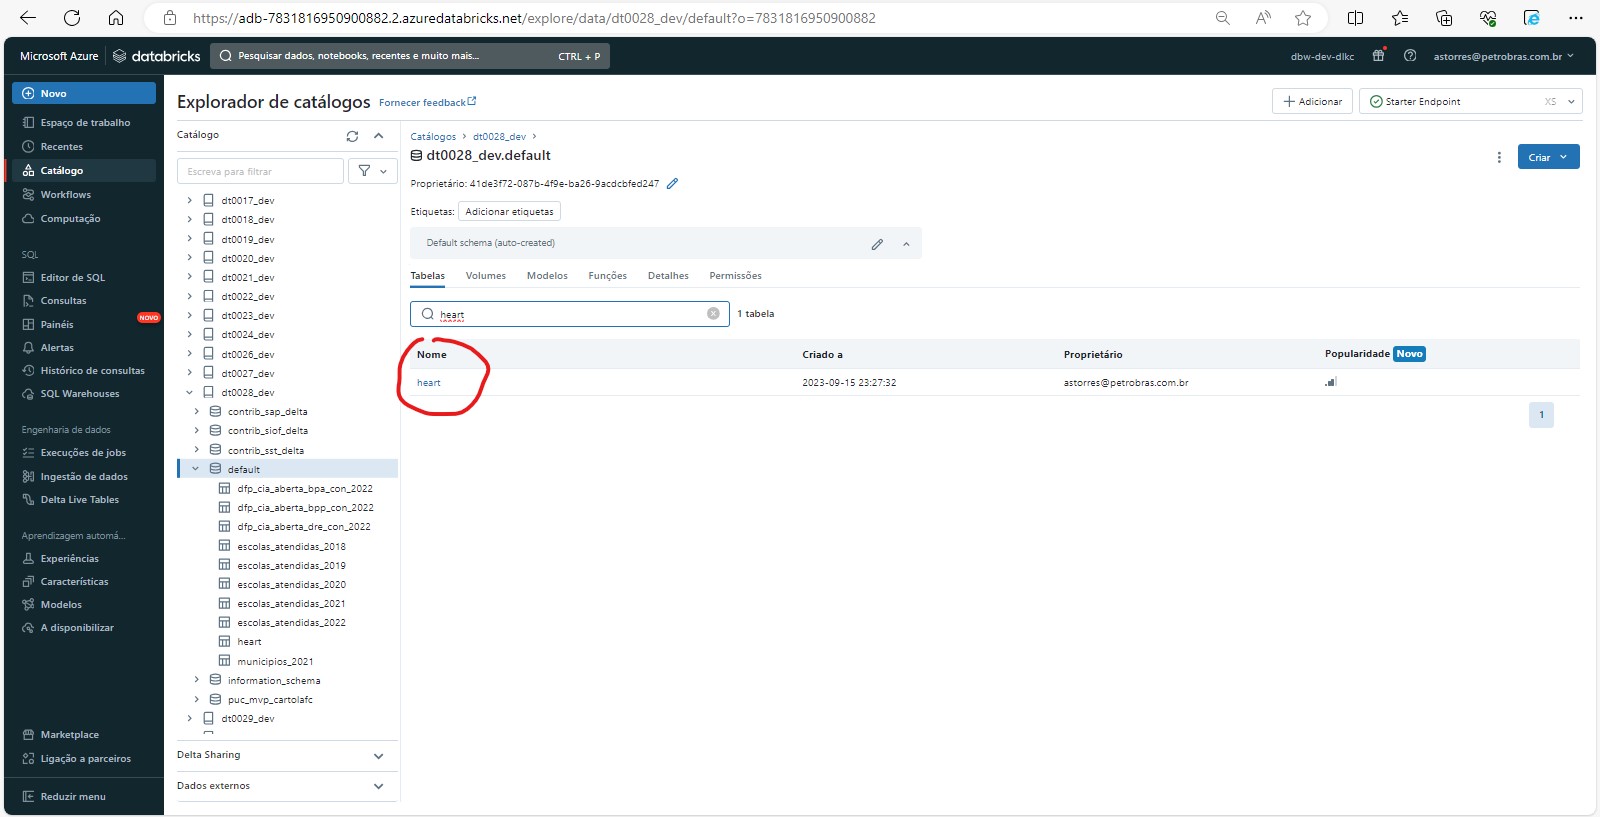 https://adb-7831816950900882.2.azuredatabricks.net/explore/data/dt0028_dev/default?o=7831816950900882
Microsoft Azure
databricks
Pesquisar dados, notebooks, recentes e muito mais...
CTRL + P
dbw-dev-dlkc
astorres@petrobras.com.br
Novo
Espaço de trabalho
Recentes
Catálogo
Workflows
Computação
SQL
Editor de SQL
Consultas
Painéis
NOVO
Alertas
Histórico de consultas
SQL Warehouses
Engenharia de dados
Execuções de jobs
Ingestão de dados
Delta Live Tables
Aprendizagem automá...
Experiências
Características
Modelos
A disponibilizar
Marketplace
Ligação a parceiros
Reduzir menu
Explorador de catálogos
Fornecer feedback
Adicionar
Starter Endpoint
XS
Catálogo
Escreva para filtrar
dt0017_dev
dt0018_dev
dt0019_dev
dt0020_dev
dt0021_dev
dt0022_dev
dt0023_dev
dt0024_dev
dt0026_dev
dt0027_dev
dt0028_dev
contrib_sap_delta
contrib_siof_delta
contrib_sst_delta
default
dfp_cia_aberta_bpa_con_2022
dfp_cia_aberta_bpp_con_2022
dfp_cia_aberta_dre_con_2022
escolas_atendidas_2018
escolas_atendidas_2019
escolas_atendidas_2020
escolas_atendidas_2021
escolas_atendidas_2022
heart
municipios_2021
information_schema
puc_mvp_cartolafc
dt0029_dev
Delta Sharing
Dados externos
Catálogos > dt0028_dev >
dt0028_dev.default
Criar
Proprietário: 41de3f72-087b-4f9e-ba26-9acdcbfed247
Etiquetas: Adicionar etiquetas
Default schema (auto-created)
Tabelas Volumes Modelos Funções Detalhes Permissões
heart
1 tabela
Nome Criado a Proprietário Popularidade Novo
heart 2023-09-15 23:27:32 astorres@petrobras.com.br
1